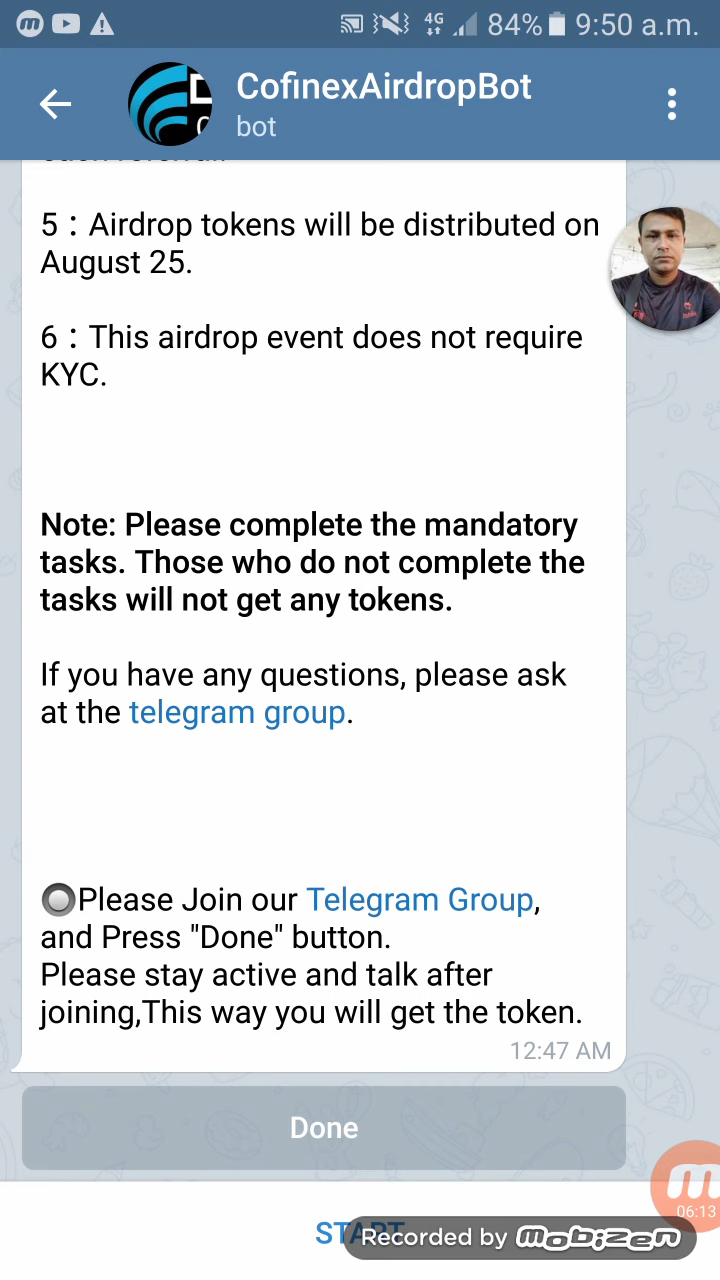 4G 84% 9:50 a.m.
CofinexAirdropBot
bot
5 : Airdrop tokens will be distributed on
August 25.
6 : This airdrop event does not require
KYC.
Note: Please complete the mandatory
tasks. Those who do not complete the
tasks will not get any tokens.
If you have any questions, please ask
at the telegram group.
Please Join our Telegram Group,
and Press "Done" button.
Please stay active and talk after
joining,This way you will get the token.
12:47 AM
Done
06:13
START
Recorded by Mobizen